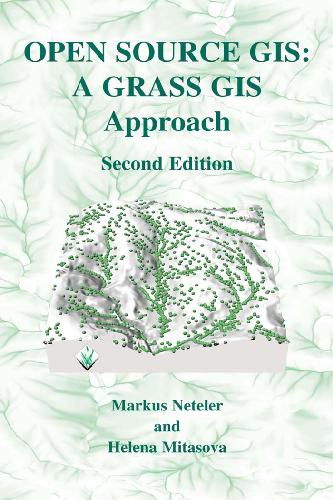 OPEN SOURCE GIS:
A GRASS GIS
Approach
Second Edition
Markus Neteler
and
Helena Mitasova